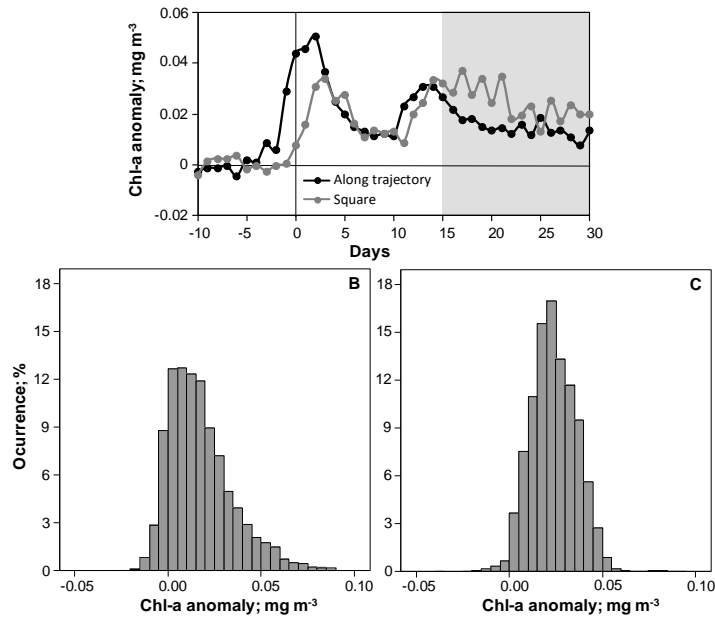 0.06
0.04
0.02
0
-0.02
Chl-a anomaly; mg m-3
Along trajectory
Square
-10 -5 0 5 10 15 20 25 30
Days
B
18
15
12
9
6
3
0
Ocurrence; %
-0.05 0.00 0.05 0.10
Chl-a anomaly; mg m-3
C
18
15
12
9
6
3
0
-0.05 0.00 0.05 0.10
Chl-a anomaly; mg m-3